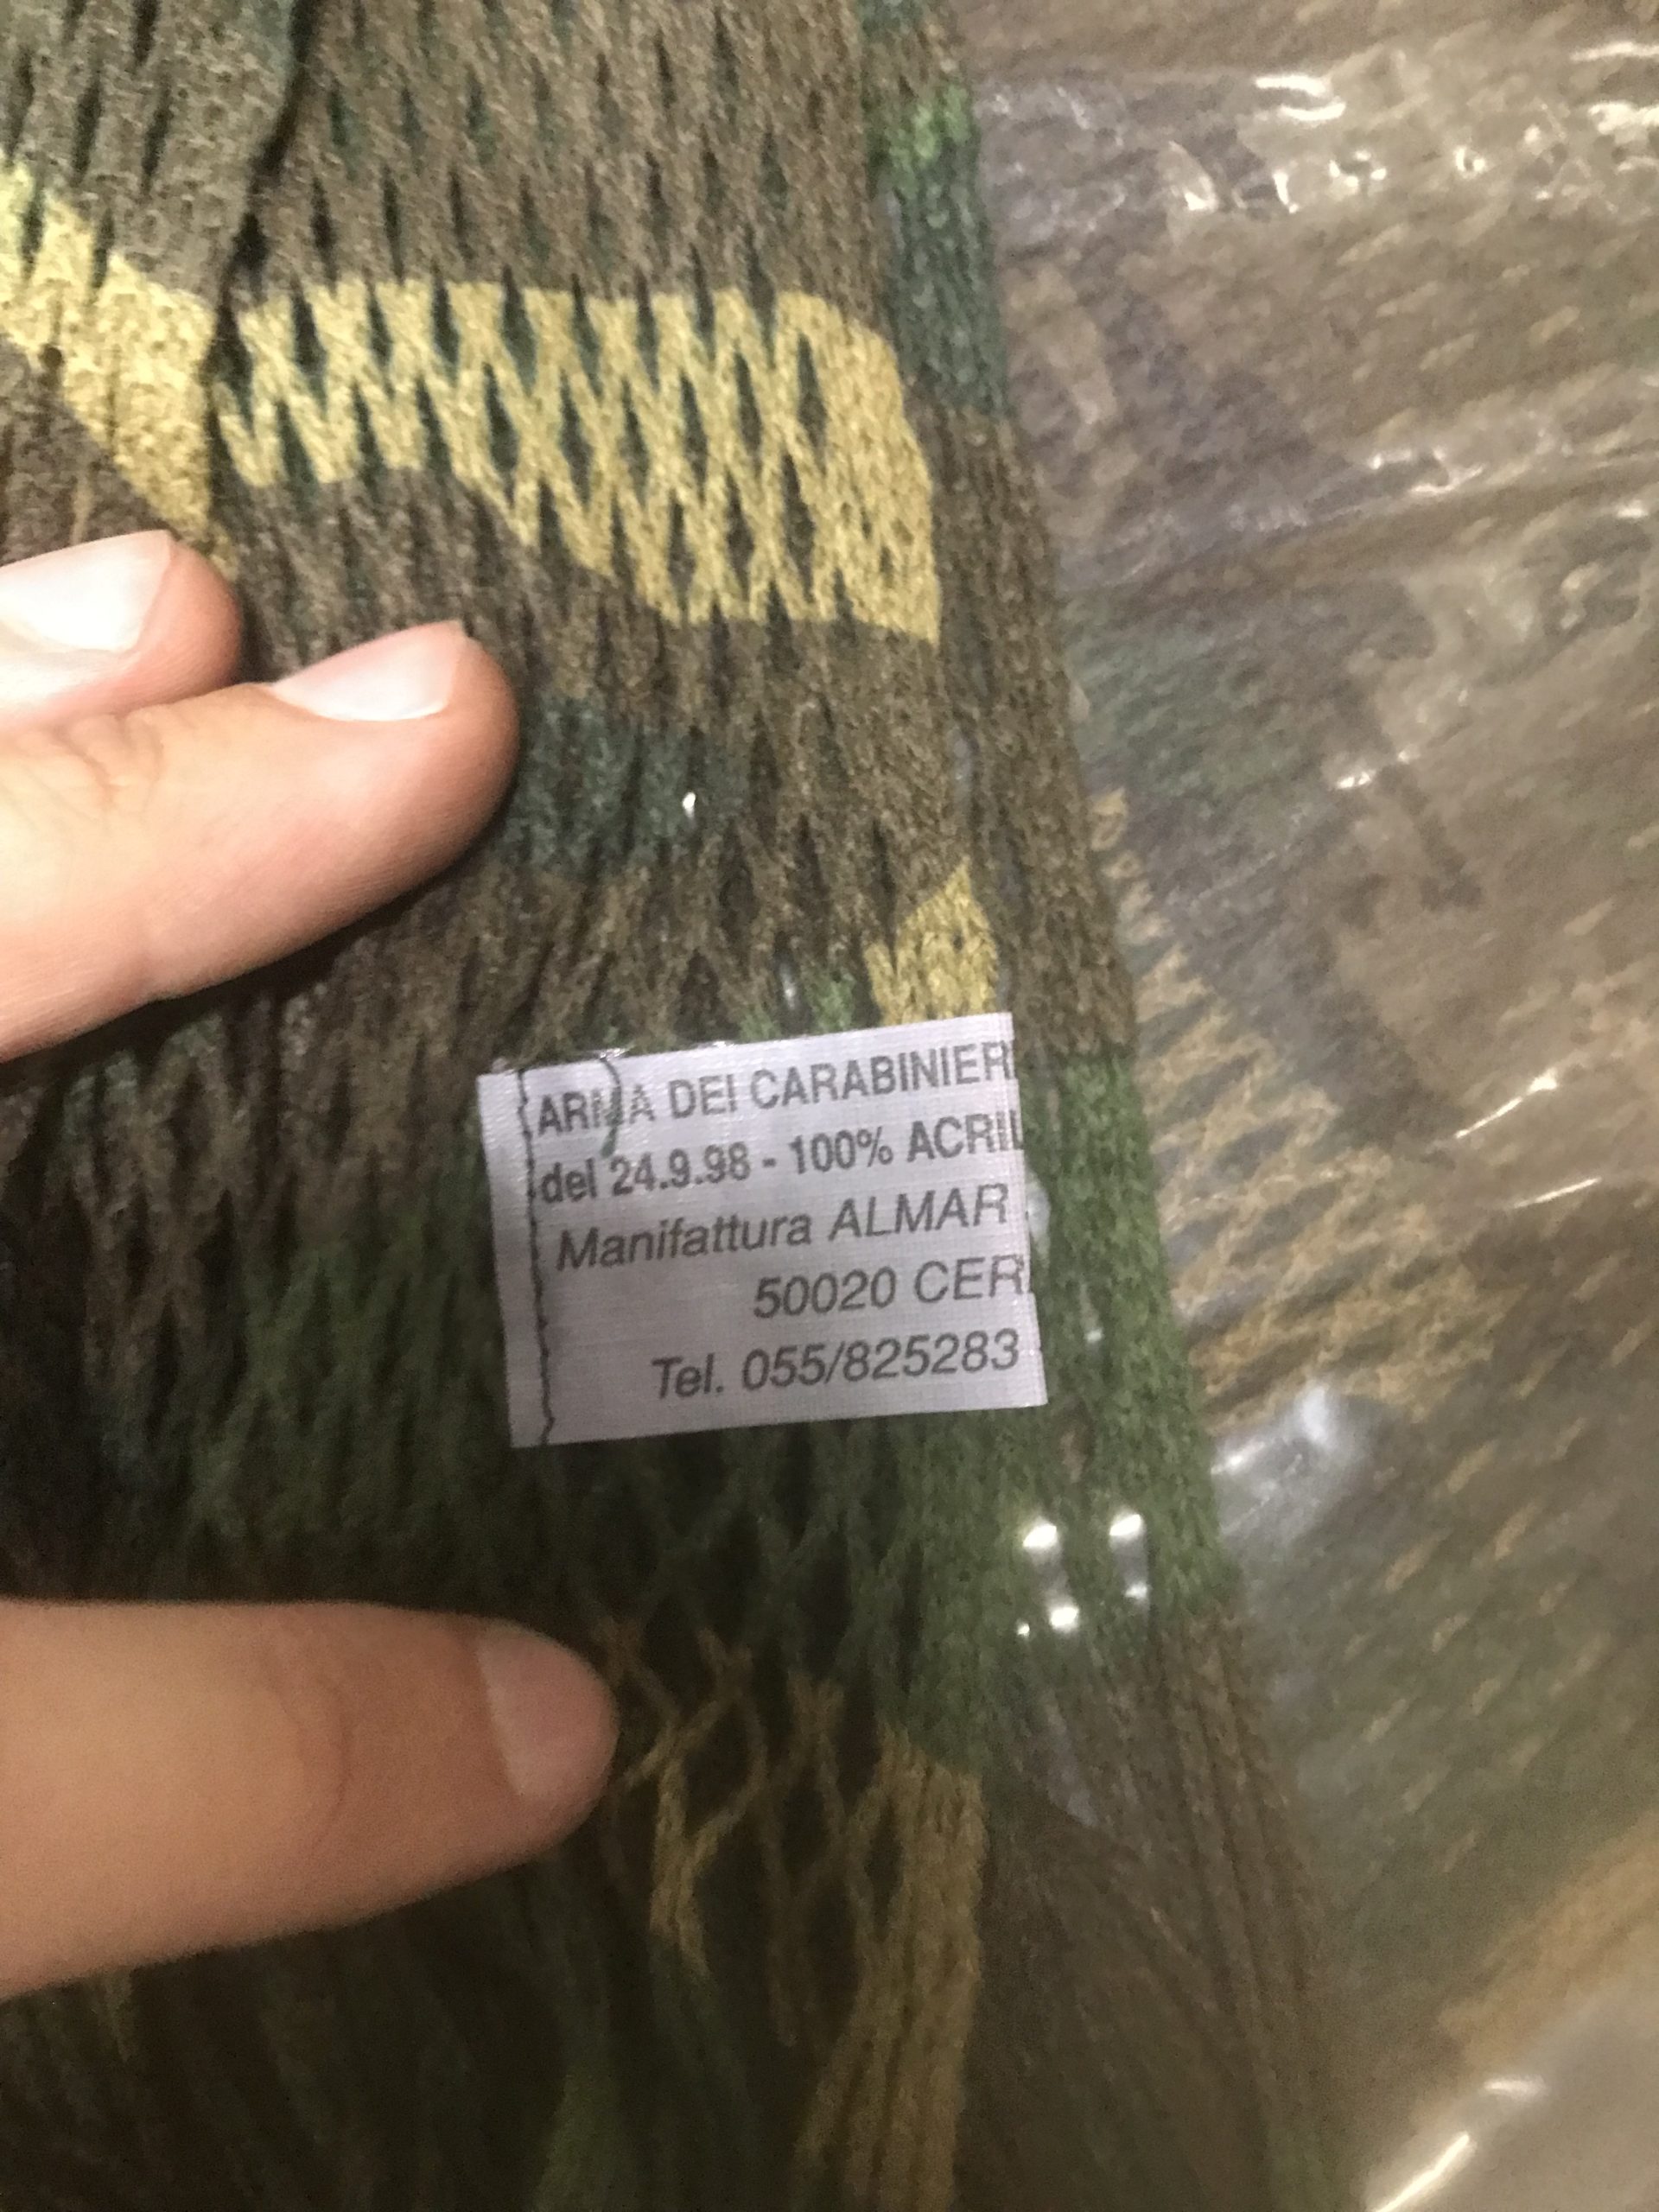 ARMA DEI CARABINIER
del 24.9.98 - 100% ACRIL
Manifattura ALMAR
50020 CER
Tel. 055/825283